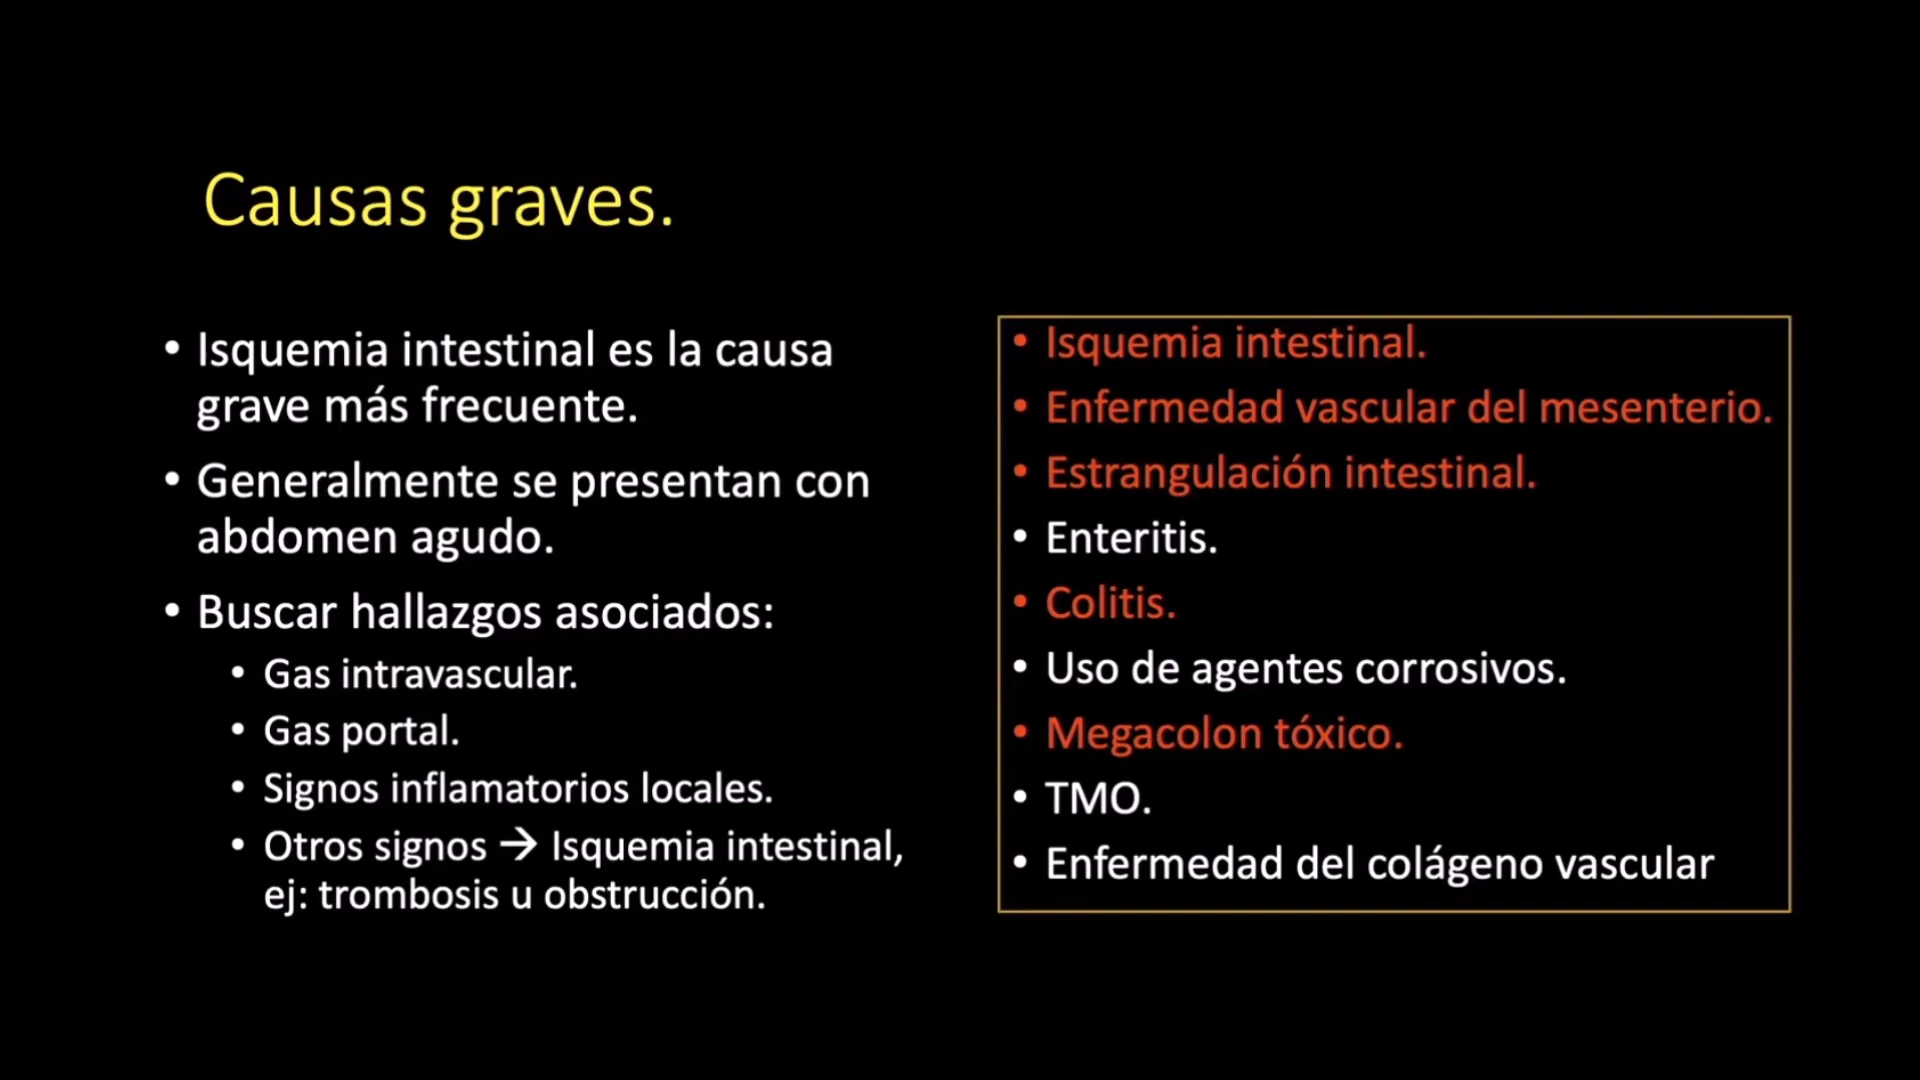 Causas graves.
• Isquemia intestinal es la causa
grave más frecuente.
• Generalmente se presentan con
abdomen agudo.
• Buscar hallazgos asociados:
• Gas intravascular.
• Gas portal.
• Signos inflamatorios locales.
• Otros signos → Isquemia intestinal,
ej: trombosis u obstrucción.
• Isquemia intestinal.
• Enfermedad vascular del mesenterio.
• Estrangulación intestinal.
• Enteritis.
• Colitis.
• Uso de agentes corrosivos.
• Megacolon tóxico.
• TMO.
• Enfermedad del colágeno vascular